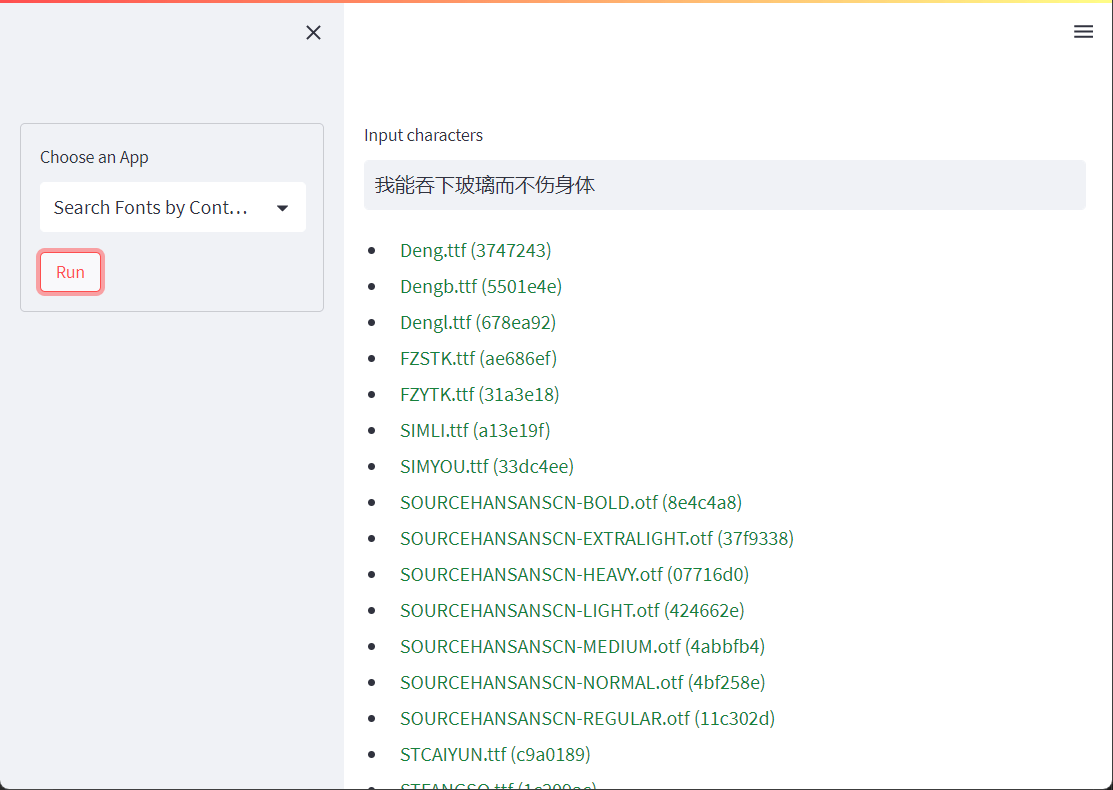 Choose an App
Search Fonts by Cont...
Run
Input characters
我能吞下玻璃而不伤身体
Deng.ttf (3747243)
Dengb.ttf (5501e4e)
Dengl.ttf (678ea92)
FZSTK.ttf (ae686ef)
FZYTK.ttf (31a3e18)
SIMLI.ttf (a13e19f)
SIMYOU.ttf (33dc4ee)
SOURCEHANSANSCN-BOLD.otf (8e4c4a8)
SOURCEHANSANSCN-EXTRALIGHT.otf (37f9338)
SOURCEHANSANSCN-HEAVY.otf (07716d0)
SOURCEHANSANSCN-LIGHT.otf (424662e)
SOURCEHANSANSCN-MEDIUM.otf (4abbfb4)
SOURCEHANSANSCN-NORMAL.otf (4bf258e)
SOURCEHANSANSCN-REGULAR.otf (11c302d)
STCAIYUN.ttf (c9a0189)